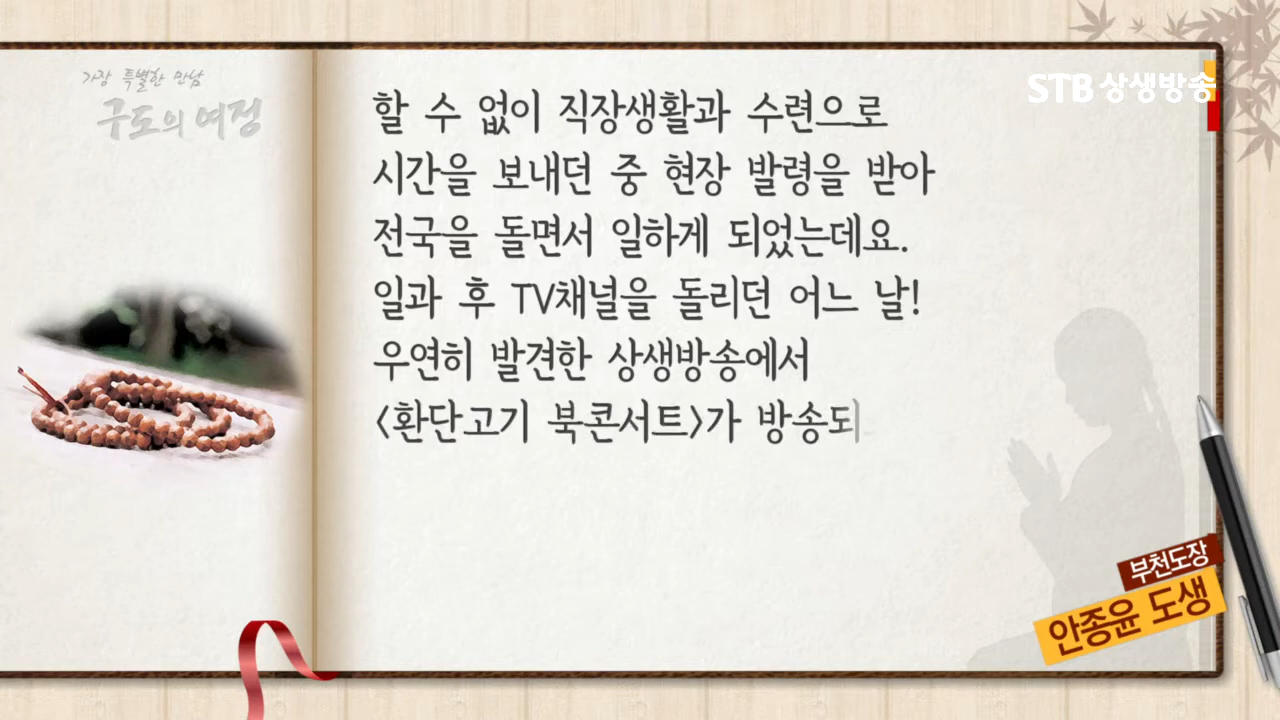 가장 특별한 만남
구도의 여정
STB 상생방송
할 수 없이 직장생활과 수련으로
시간을 보내던 중 현장 발령을 받아
전국을 돌면서 일하게 되었는데요.
일과 후 TV채널을 돌리던 어느 날!
우연히 발견한 상생방송에서
<환단고기 북콘서트>가 방송되
부천도장
안종윤 도생